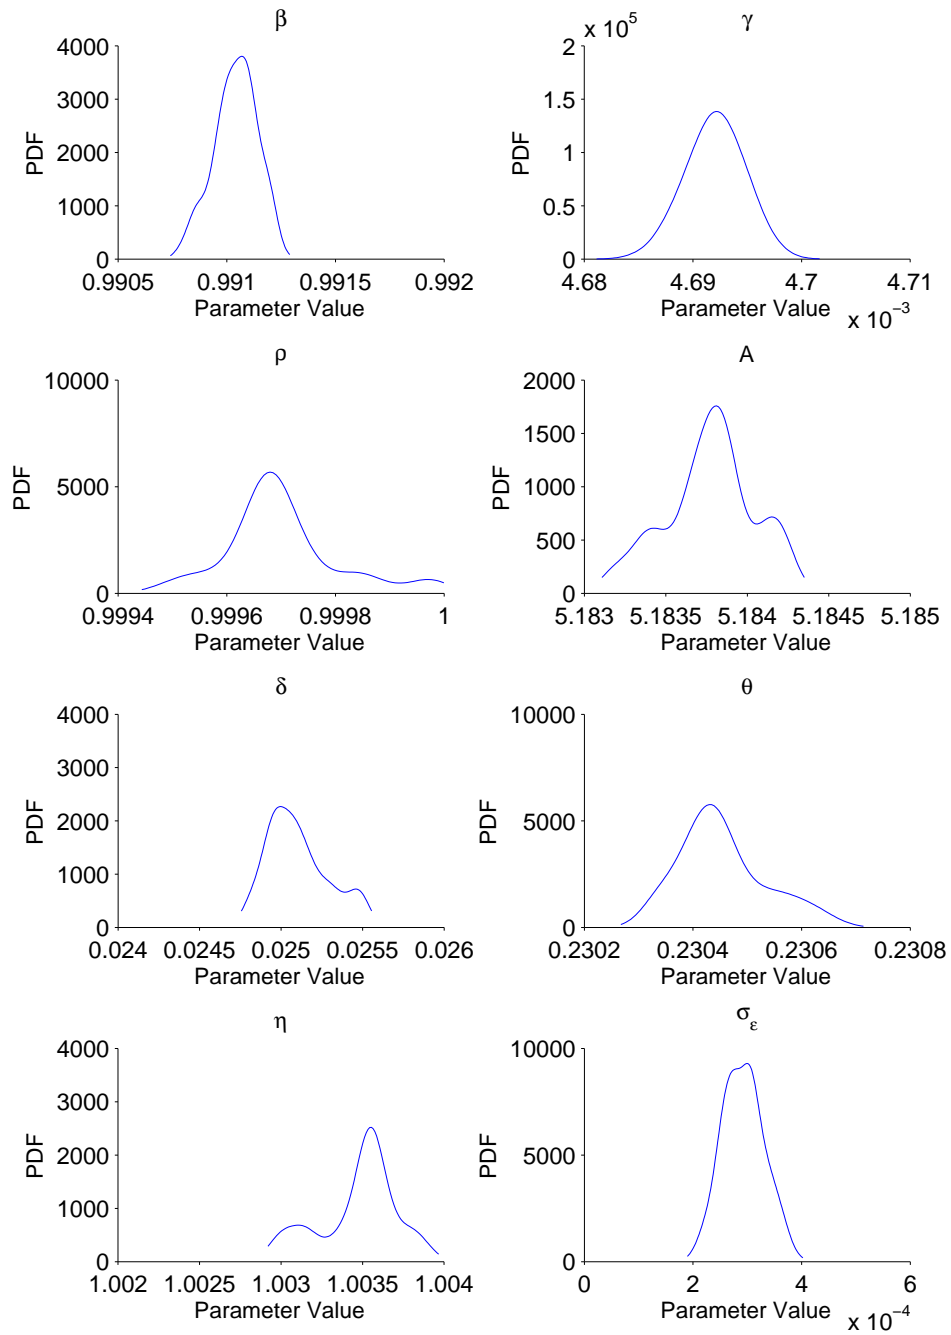 β
4000
3000
2000
1000
0
PDF
0.9905 0.991 0.9915 0.992
Parameter Value
γ
x 10^5
2
1.5
1
0.5
0
PDF
4.68 4.69 4.7 4.71
Parameter Value
x 10^−3
ρ
10000
5000
0
PDF
0.9994 0.9996 0.9998 1
Parameter Value
A
2000
1500
1000
500
0
PDF
5.183 5.1835 5.184 5.1845 5.185
Parameter Value
δ
4000
3000
2000
1000
0
PDF
0.024 0.0245 0.025 0.0255 0.026
Parameter Value
θ
10000
5000
0
PDF
0.2302 0.2304 0.2306 0.2308
Parameter Value
η
4000
3000
2000
1000
0
PDF
1.002 1.0025 1.003 1.0035 1.004
Parameter Value
σ_ε
10000
5000
0
PDF
0 2 4 6
Parameter Value
x 10^−4